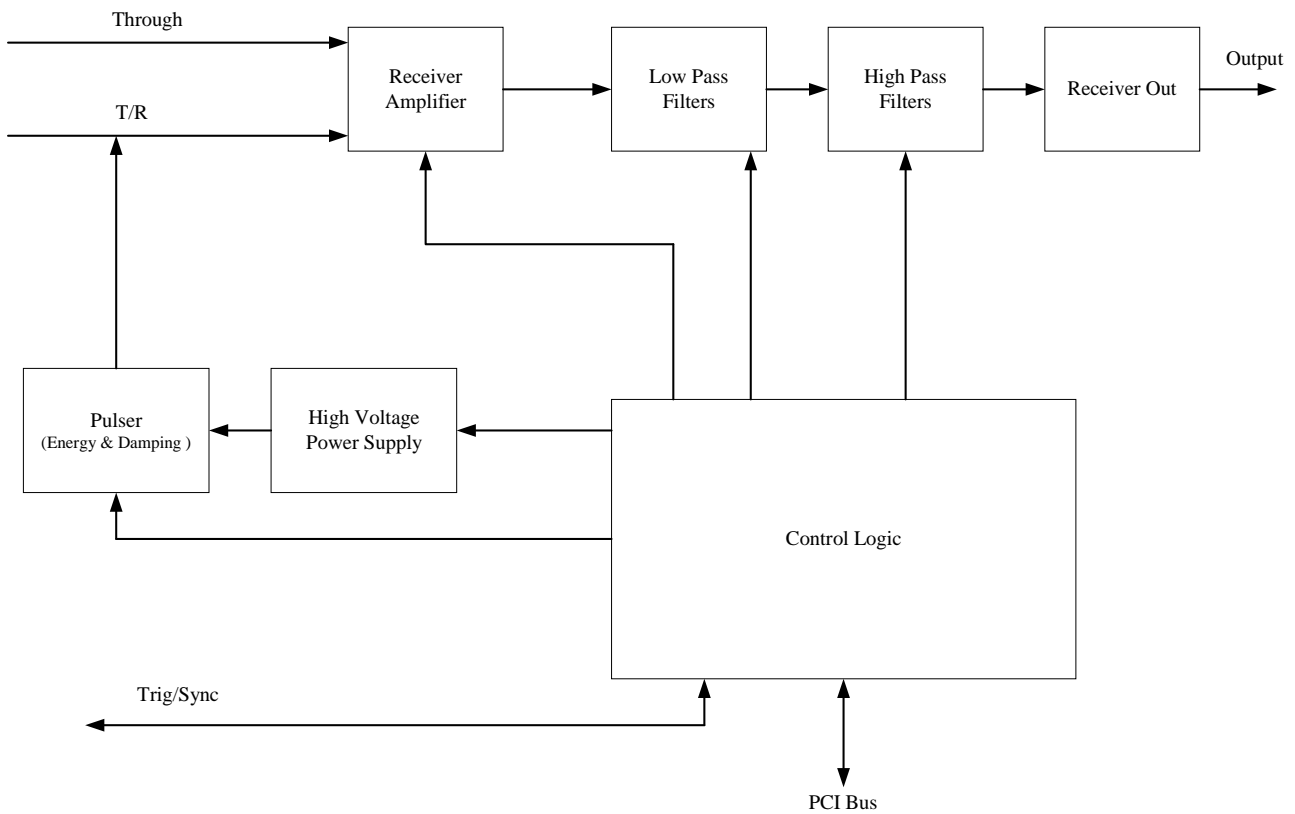 Through
Receiver
Amplifier
Low Pass
Filters
High Pass
Filters
Receiver Out
Output
T/R
Pulser
(Energy & Damping )
High Voltage
Power Supply
Control Logic
Trig/Sync
PCI Bus